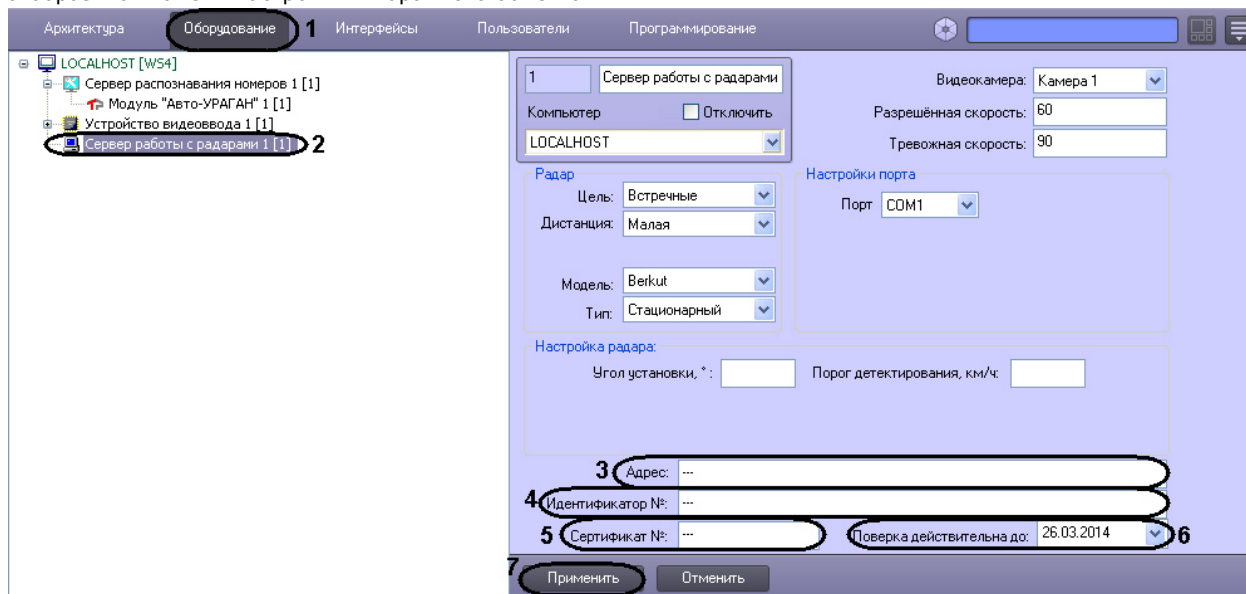 Архитектура Оборудование 1 Интерфейсы Пользователи Программирование
LOCALHOST [WS4]
Сервер распознавания номеров 1 [1]
Модуль "Авто-УРАГАН" 1 [1]
Устройство видеоввода 1 [1]
Сервер работы с радарами 1 [1] 2
1 Сервер работы с радарами
Компьютер Отключить
LOCALHOST
Видеокамера: Камера 1
Разрешённая скорость: 60
Тревожная скорость: 90
Радар
Цель: Встречные
Дистанция: Малая
Модель: Berkut
Тип: Стационарный
Настройки порта
Порт COM1
Настройка радара:
Угол установки, ° : Порог детектирования, км/ч:
3 Адрес: ---
4 Идентификатор №: ---
5 Сертификат №: --- Поверка действительна до: 26.03.2014 6
7 Применить Отменить